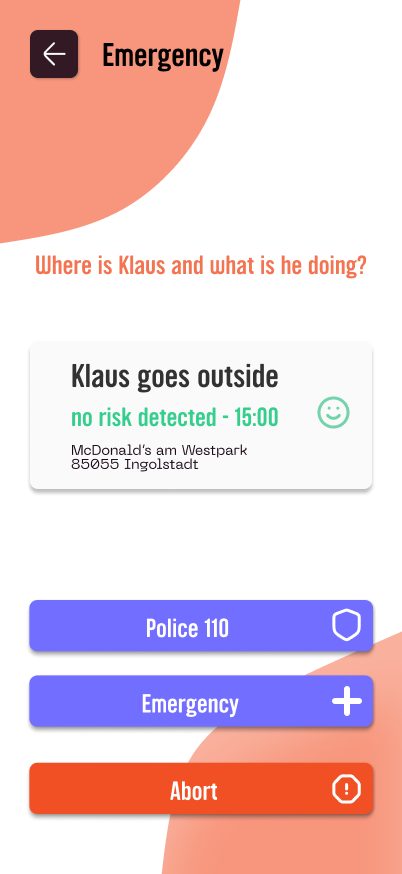 Emergency
Where is Klaus and what is he doing?
Klaus goes outside
no risk detected - 15:00
McDonald's am Westpark
85055 Ingolstadt
Police 110
Emergency
Abort